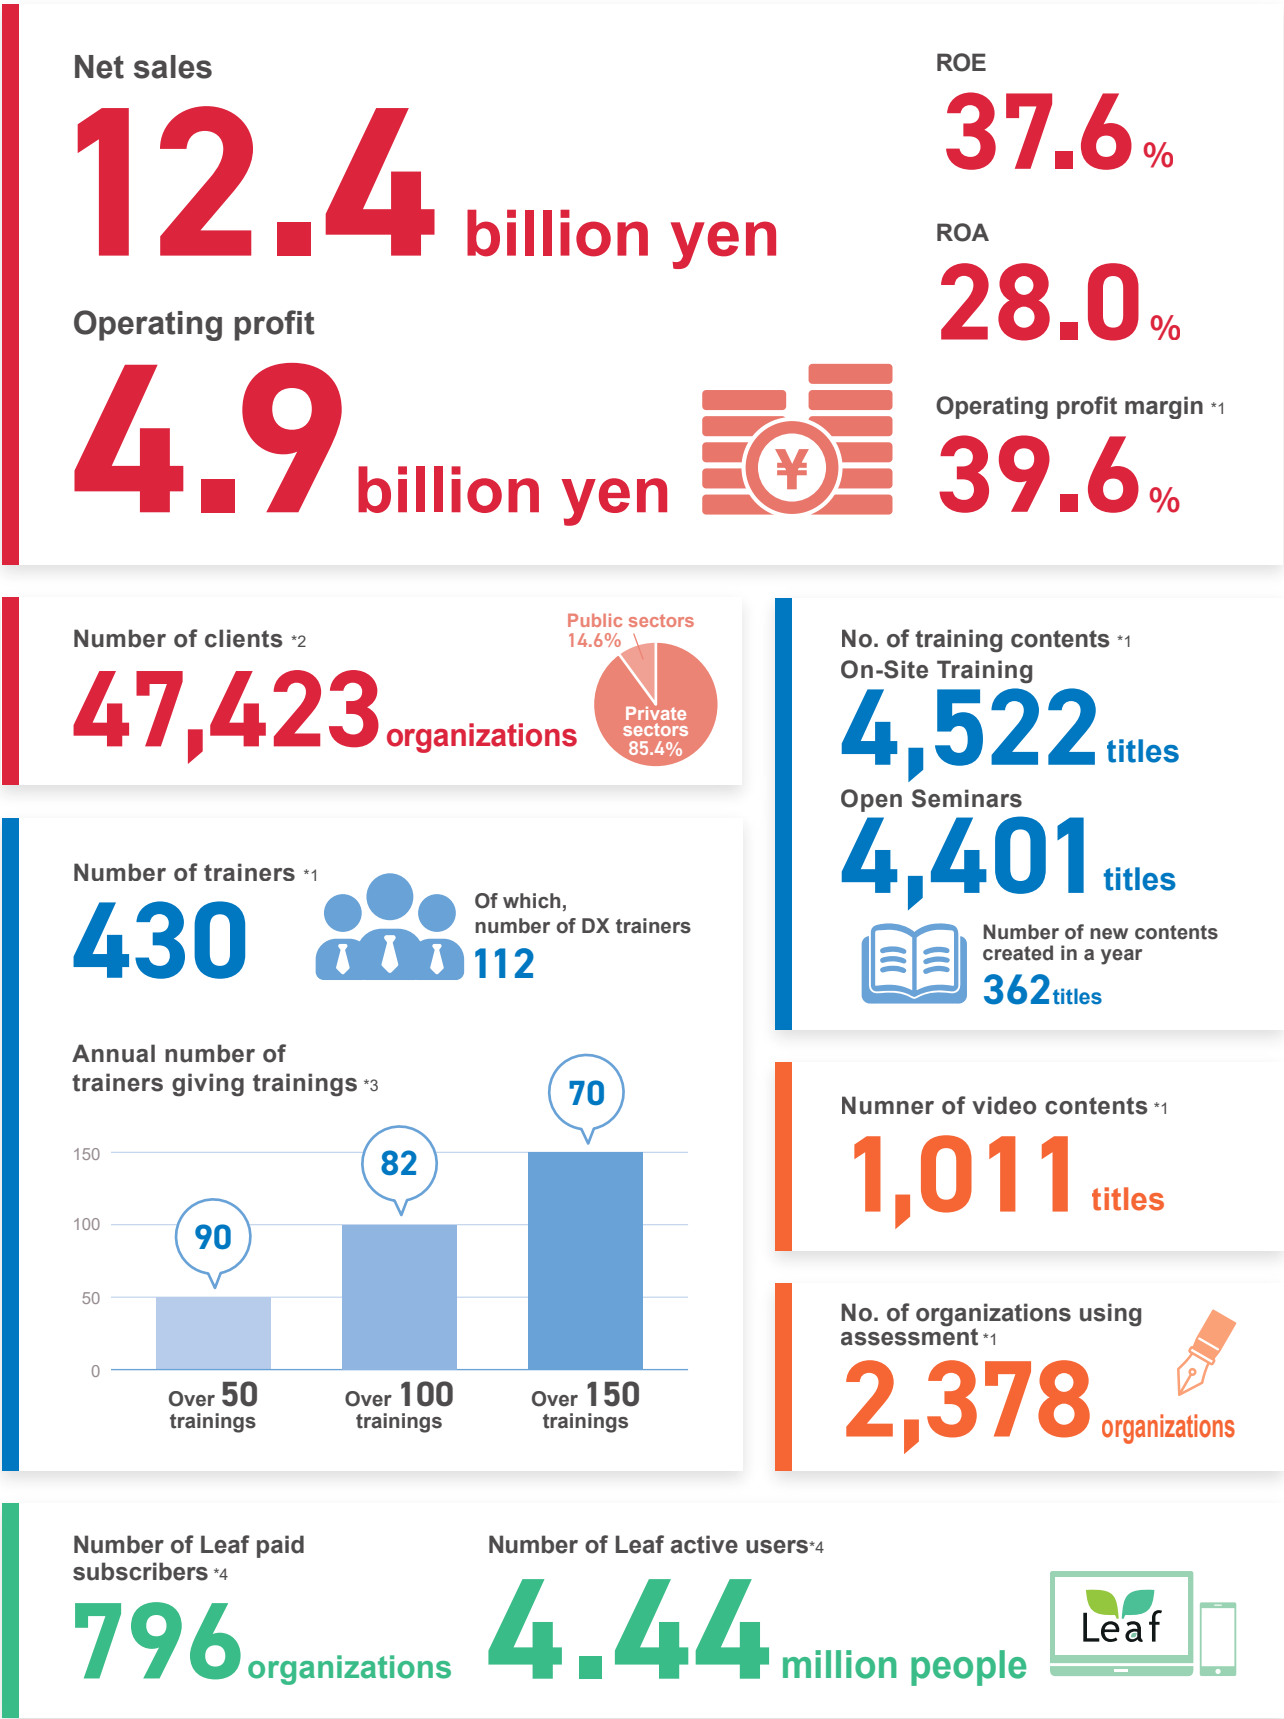 Net sales
12.4 billion yen
Operating profit
4.9 billion yen
¥
ROE
37.6 %
ROA
28.0 %
Operating profit margin *1
39.6 %
Number of clients *2
47,423 organizations
Public sectors
14.6%
Private
sectors
85.4%
No. of training contents *1
On-Site Training
4,522 titles
Open Seminars
4,401 titles
Number of new contents
created in a year
362 titles
Number of trainers *1
430
Of which,
number of DX trainers
112
Annual number of
trainers giving trainings *3
150
100
50
0
90
82
70
Over 50
trainings
Over 100
trainings
Over 150
trainings
Numner of video contents *1
1,011 titles
No. of organizations using
assessment *1
2,378 organizations
Number of Leaf paid
subscribers *4
796 organizations
Number of Leaf active users*4
4.44 million people
Leaf